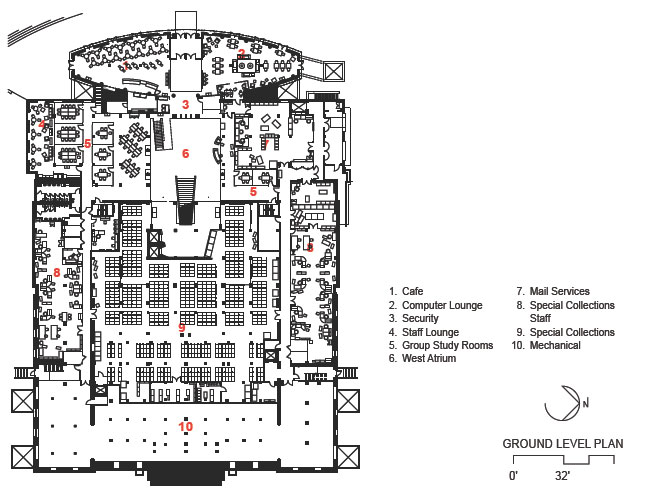 1
2
3
4
5
6
7
5
8
8
9
10
1. Cafe
2. Computer Lounge
3. Security
4. Staff Lounge
5. Group Study Rooms
6. West Atrium
7. Mail Services
8. Special Collections
Staff
9. Special Collections
10. Mechanical
N
GROUND LEVEL PLAN
0' 32'